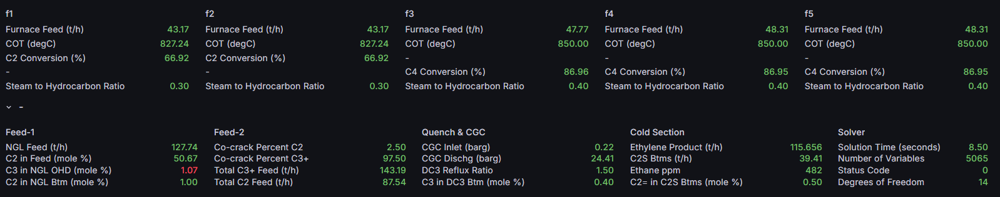 f1 f2 f3 f4 f5
Furnace Feed (t/h) 43.17 Furnace Feed (t/h) 43.17 Furnace Feed (t/h) 47.77 Furnace Feed (t/h) 48.31 Furnace Feed (t/h) 48.31
COT (degC) 827.24 COT (degC) 827.24 COT (degC) 850.00 COT (degC) 850.00 COT (degC) 850.00
C2 Conversion (%) 66.92 C2 Conversion (%) 66.92 - - -
- - C4 Conversion (%) 86.96 C4 Conversion (%) 86.95 C4 Conversion (%) 86.95
Steam to Hydrocarbon Ratio 0.30 Steam to Hydrocarbon Ratio 0.30 Steam to Hydrocarbon Ratio 0.40 Steam to Hydrocarbon Ratio 0.40 Steam to Hydrocarbon Ratio 0.40
-
Feed-1 Feed-2 Quench & CGC Cold Section Solver
NGL Feed (t/h) 127.74 Co-crack Percent C2 2.50 CGC Inlet (barg) 0.22 Ethylene Product (t/h) 115.656 Solution Time (seconds) 8.50
C2 in Feed (mole %) 50.67 Co-crack Percent C3+ 97.50 CGC Dischg (barg) 24.41 C2S Btms (t/h) 39.41 Number of Variables 5065
C3 in NGL OHD (mole %) 1.07 Total C3+ Feed (t/h) 143.19 DC3 Reflux Ratio 1.50 Ethane ppm 482 Status Code 0
C2 in NGL Btm (mole %) 1.00 Total C2 Feed (t/h) 87.54 C3 in DC3 Btm (mole %) 0.40 C2= in C2S Btms (mole %) 0.50 Degrees of Freedom 14